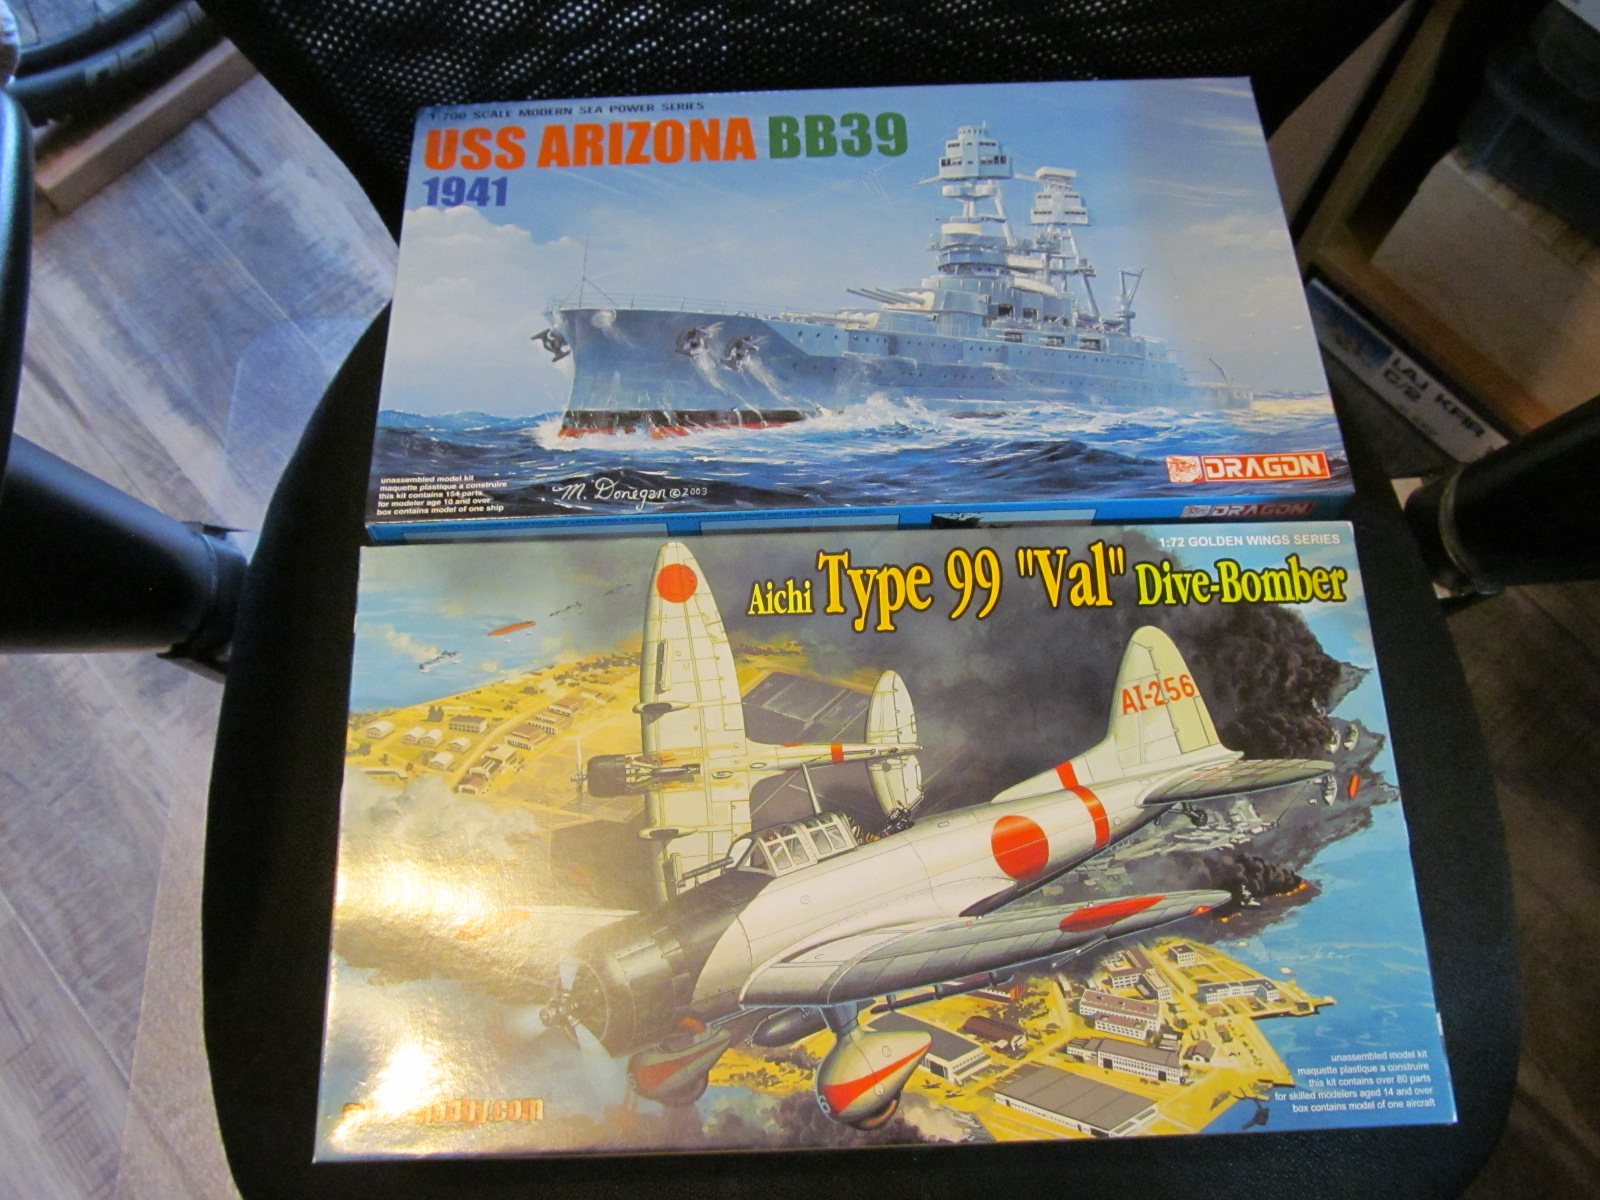 1:700 SCALE MODERN SEA POWER SERIES
USS ARIZONA BB39
1941
unassembled model kit
maquette plastique a construire
this kit contains 154 parts
for modeler age 10 and over
box contains model of one ship
M. Donegan ©2003
DRAGON
DRAGON
1:72 GOLDEN WINGS SERIES
Aichi Type 99 "Val" Dive-Bomber
AI-256
unassembled model kit
maquette plastique a construire
this kit contains over 80 parts
for skilled modelers aged 14 and over
box contains model of one aircraft